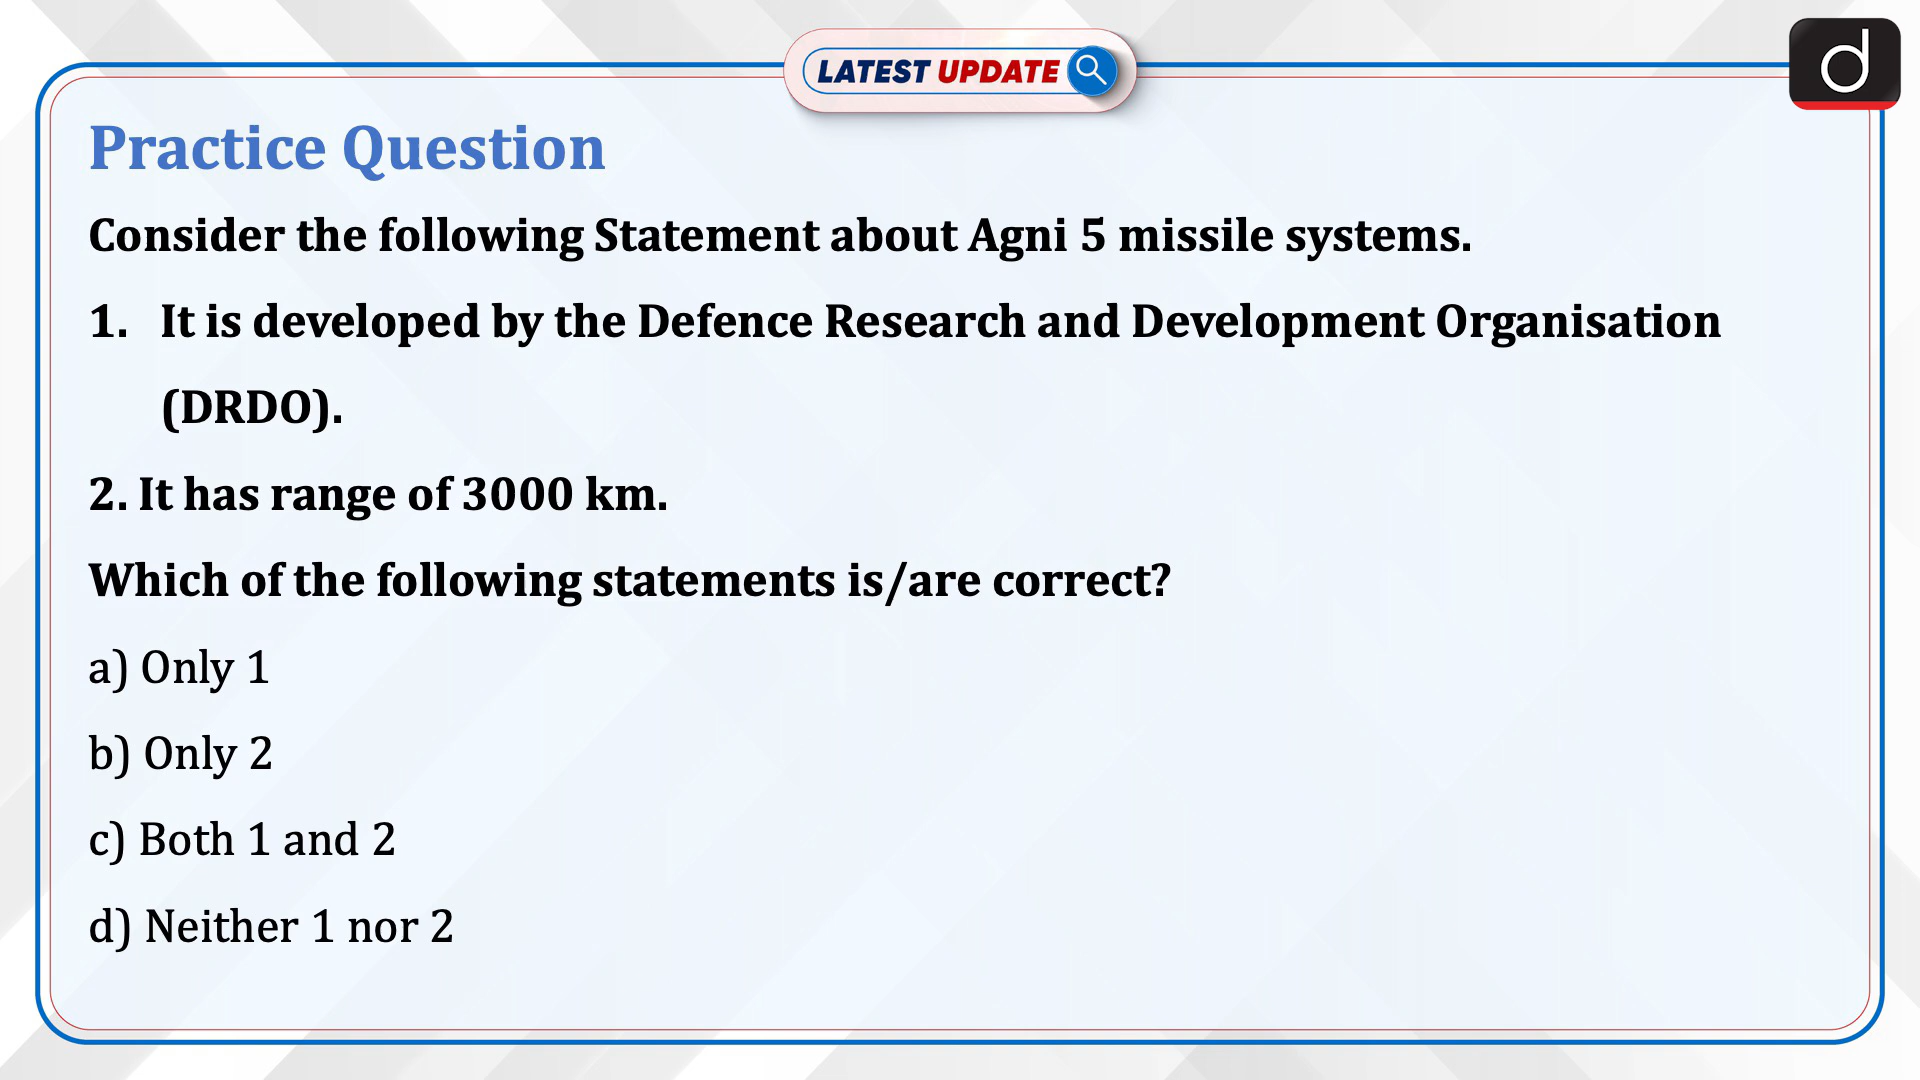 LATEST UPDATE
d
Practice Question
Consider the following Statement about Agni 5 missile systems.
1. It is developed by the Defence Research and Development Organisation
(DRDO).
2. It has range of 3000 km.
Which of the following statements is/are correct?
a) Only 1
b) Only 2
c) Both 1 and 2
d) Neither 1 nor 2